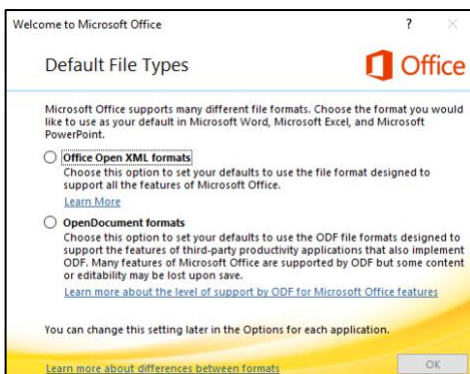 Welcome to Microsoft Office ? ×
Default File Types
Office
Microsoft Office supports many different file formats. Choose the format you would
like to use as your default in Microsoft Word, Microsoft Excel, and Microsoft
PowerPoint.
Office Open XML formats
Choose this option to set your defaults to use the file format designed to
support all the features of Microsoft Office.
Learn More
OpenDocument formats
Choose this option to set your defaults to use the ODF file formats designed to
support the features of third-party productivity applications that also implement
ODF. Many features of Microsoft Office are supported by ODF but some content
or editability may be lost upon save.
Learn more about the level of support by ODF for Microsoft Office features
You can change this setting later in the Options for each application.
Learn more about differences between formats
OK